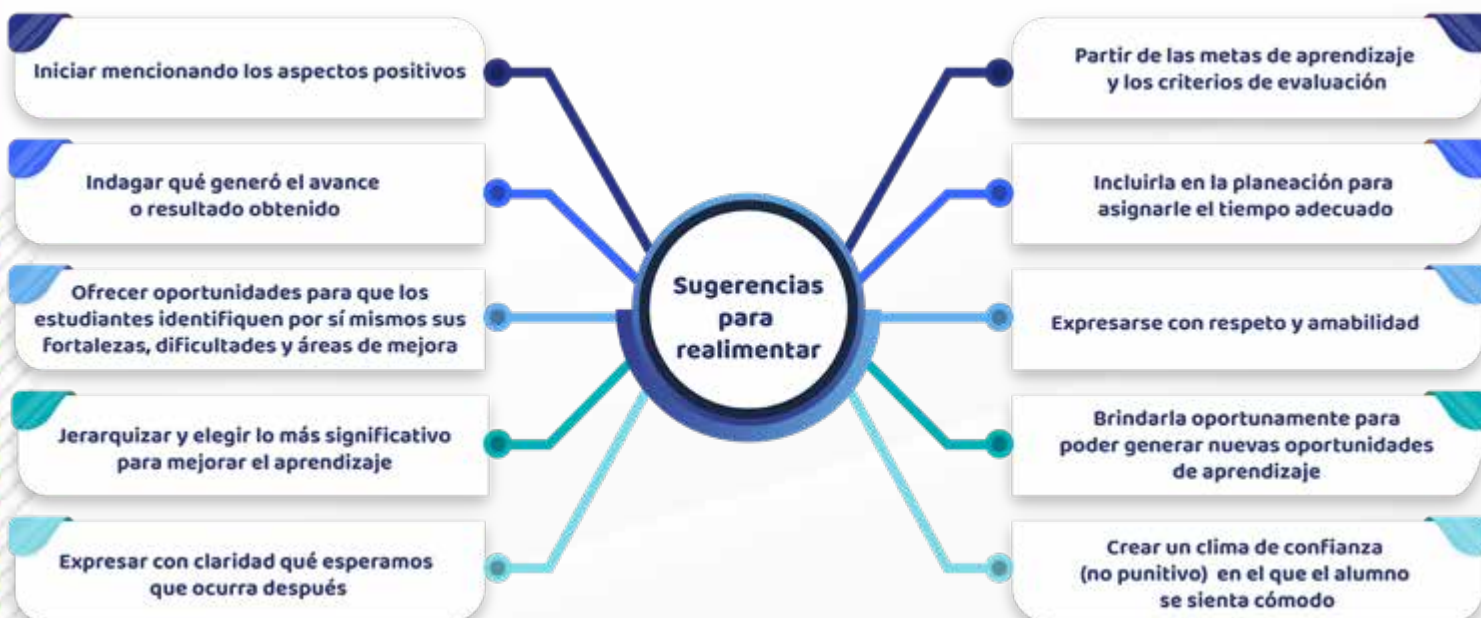 Iniciar mencionando los aspectos positivos
Indagar qué generó el avance
o resultado obtenido
Ofrecer oportunidades para que los
estudiantes identifiquen por sí mismos sus
fortalezas, dificultades y áreas de mejora
Jerarquizar y elegir lo más significativo
para mejorar el aprendizaje
Expresar con claridad qué esperamos
que ocurra después
Sugerencias
para
realimentar
Partir de las metas de aprendizaje
y los criterios de evaluación
Incluirla en la planeación para
asignarle el tiempo adecuado
Expresarse con respeto y amabilidad
Brindarla oportunamente para
poder generar nuevas oportunidades
de aprendizaje
Crear un clima de confianza
(no punitivo) en el que el alumno
se sienta cómodo